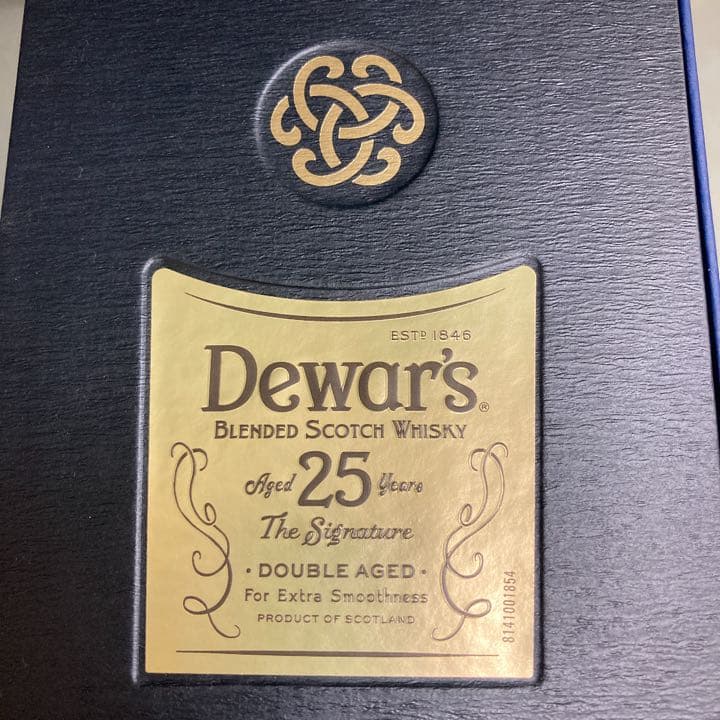 ESTD 1846
Dewar's®
BLENDED SCOTCH WHISKY
Aged 25 Years
The Signature
· DOUBLE AGED ·
For Extra Smoothness
PRODUCT OF SCOTLAND
8141001854